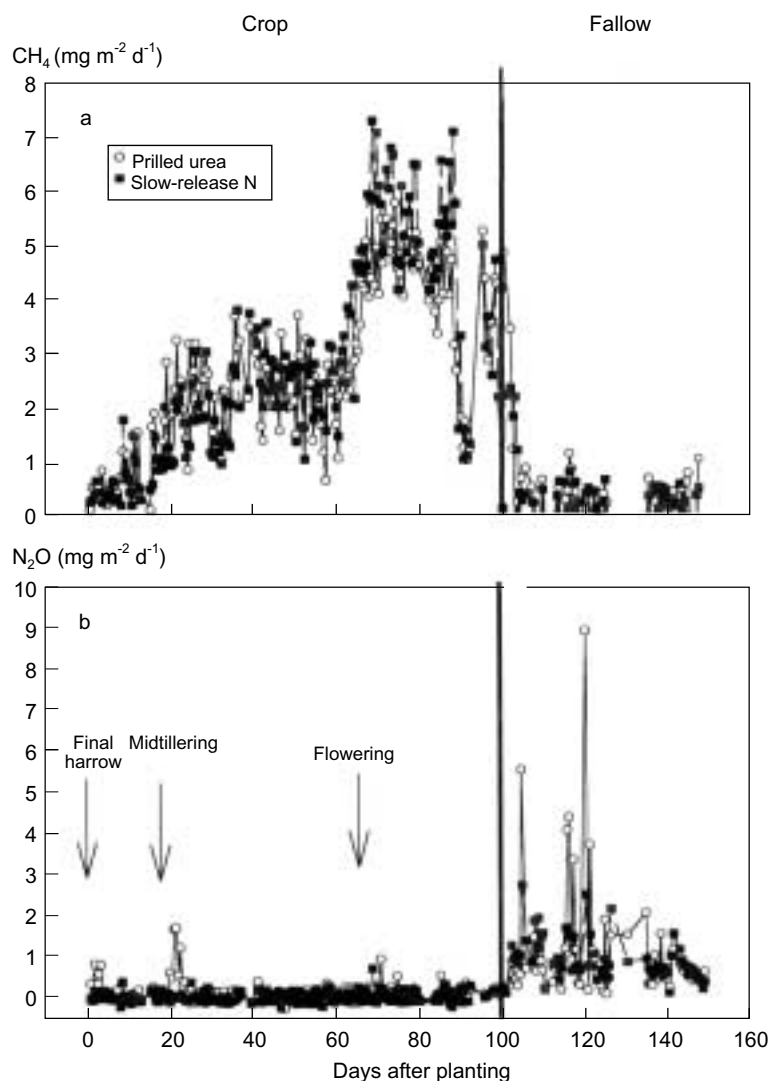 Crop Fallow
CH₄ (mg m⁻² d⁻¹)
8
a
7
Prilled urea
Slow-release N
6
5
4
3
2
1
0
N₂O (mg m⁻² d⁻¹)
10
b
9
8
7
6
Final Midtillering Flowering
harrow
5
4
3
2
1
0
0 20 40 60 80 100 120 140 160
Days after planting